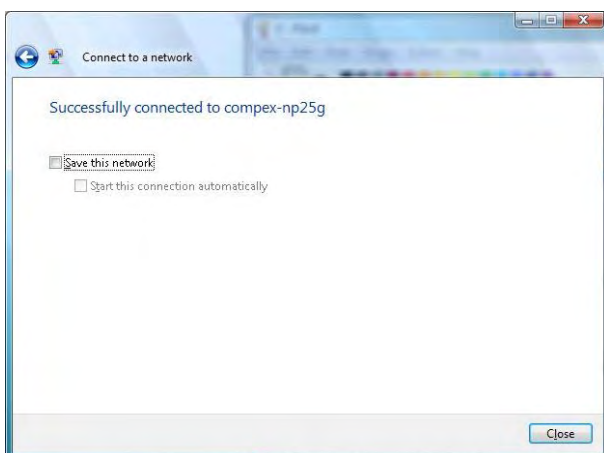 Connect to a network
Successfully connected to compex-np25g
Save this network
Start this connection automatically
Close